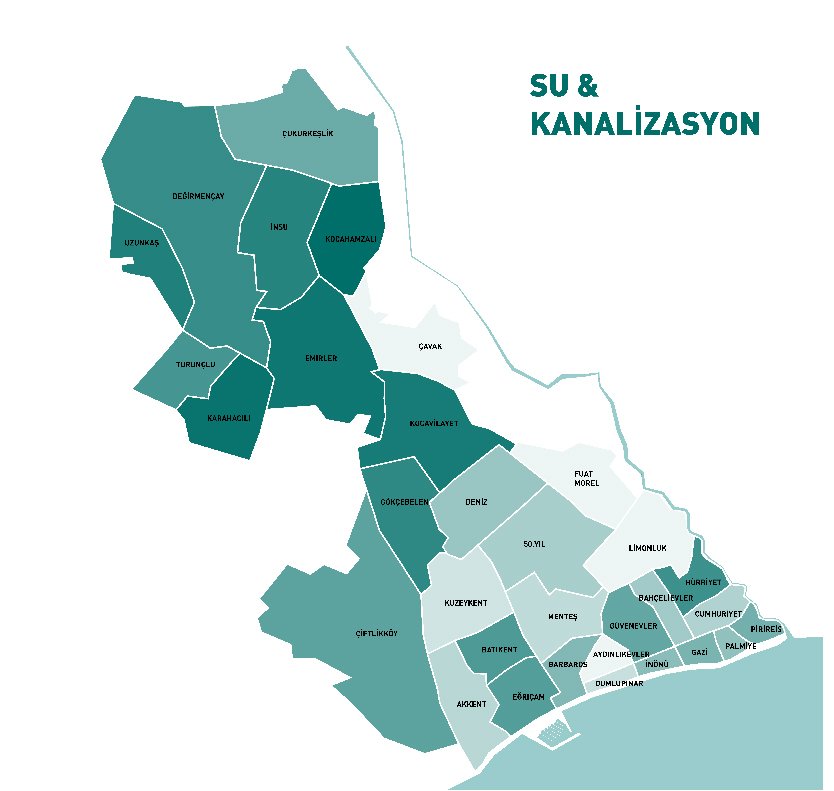 SU &
KANALİZASYON
ÇUKURKEŞLİK
DEĞİRMENÇAY
İNSU
KOCAHAMZALI
UZUNKAŞ
ÇAVAK
EMİRLER
TURUNÇLU
KARAHACILI
KOCAVİLAYET
FUAT
MOREL
GÖKÇEBELEN
DENİZ
50.YIL
LİMONLUK
HÜRRİYET
BAHÇELİEVLER
KUZEYKENT
MENTEŞ
CUMHURİYET
GÜVENEVLER
PİRİREİS
ÇİFTLİKKÖY
BATIKENT
AYDINLIKEVLER
GAZİ
PALMİYE
BARBAROS
İNÖNÜ
DUMLUPINAR
EĞRİÇAM
AKKENT